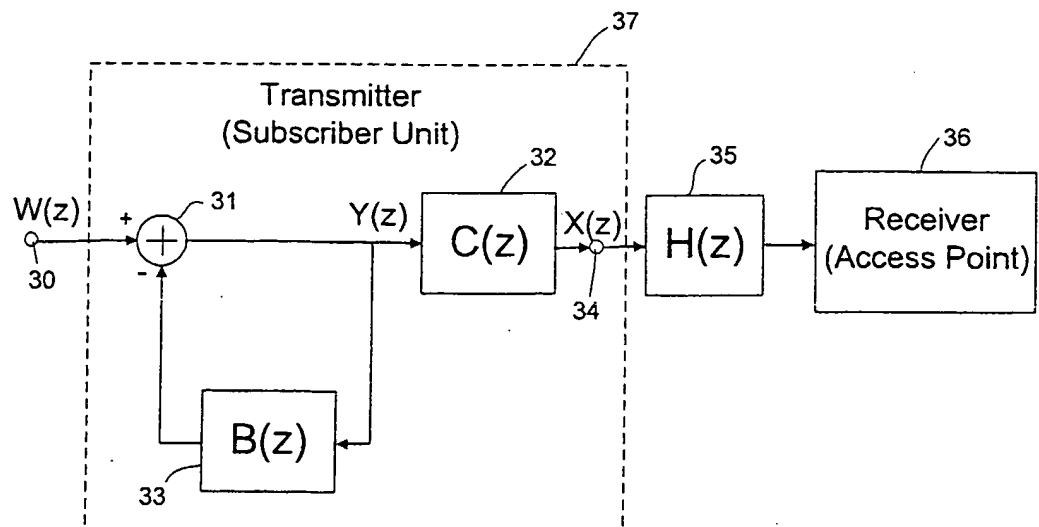 37
Transmitter
(Subscriber Unit)
32
35
36
W(z)
+
31
Y(z)
C(z)
X(z)
H(z)
Receiver
(Access Point)
30
-
34
B(z)
33